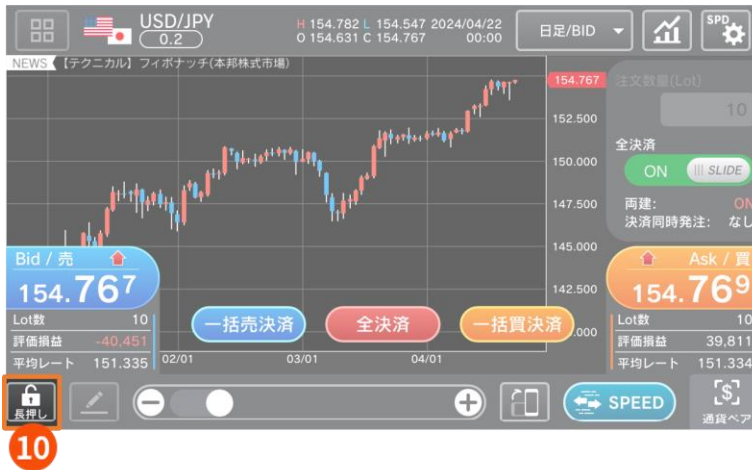 USD/JPY
0.2
H 154.782 L 154.547 2024/04/22
O 154.631 C 154.767 00:00
日足/BID
SPD
NEWS 【テクニカル】フィボナッチ(本邦株式市場)
154.767
152.500
150.000
147.500
145.000
142.500
.000
注文数量(Lot)
10
全決済
ON
SLIDE
両建: ON
決済同時発注: なし
Bid / 売
154.767
Lot数 10
評価損益 -40,451
平均レート 151.335
02/01
03/01
04/01
一括売決済
全決済
一括買決済
Ask / 買
154.769
Lot数 10
評価損益 39,811
平均レート 151.334
長押し
SPEED
通貨ペア
10